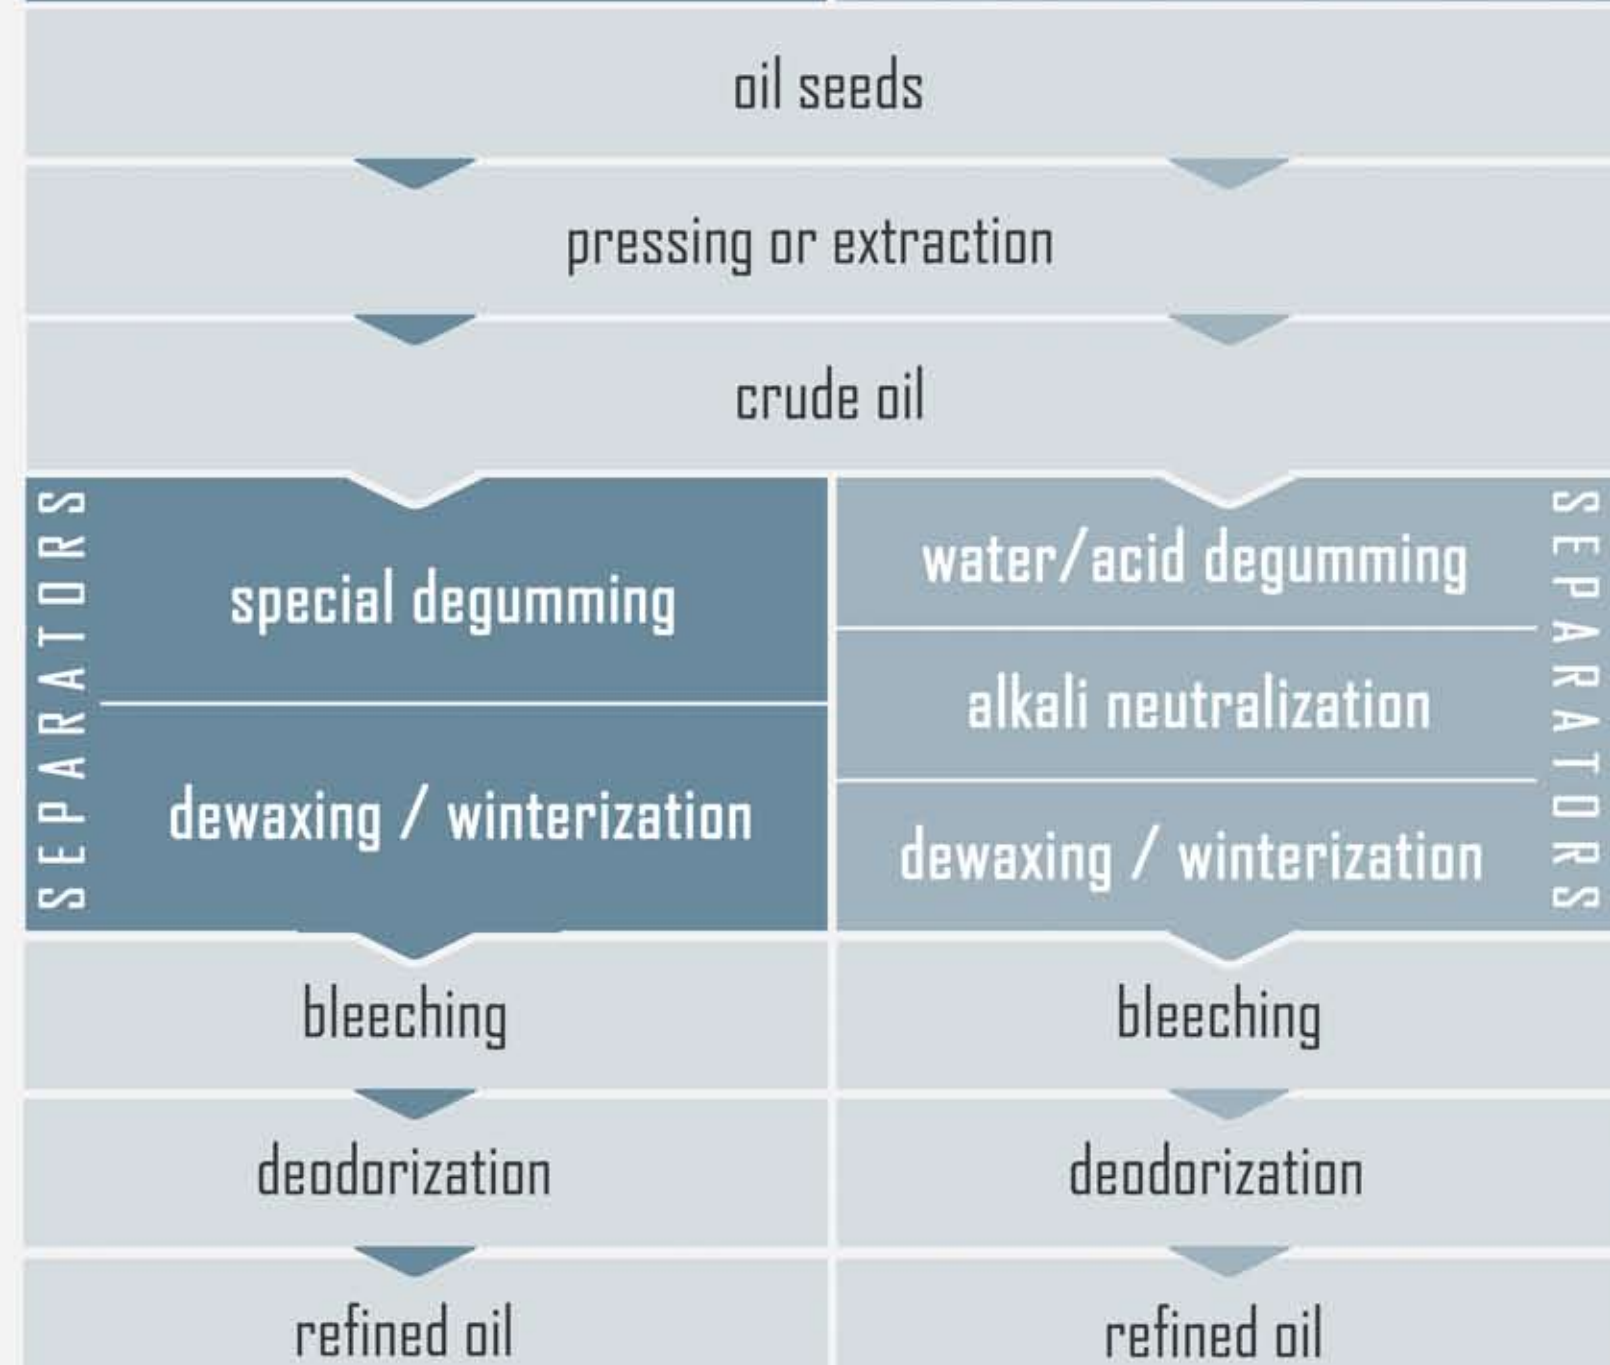 oil seeds
pressing or extraction
crude oil
SEPARATORS
special degumming
dewaxing / winterization
water/acid degumming
alkali neutralization
dewaxing / winterization
SEPARATORS
bleeching
bleeching
deodorization
deodorization
refined oil
refined oil